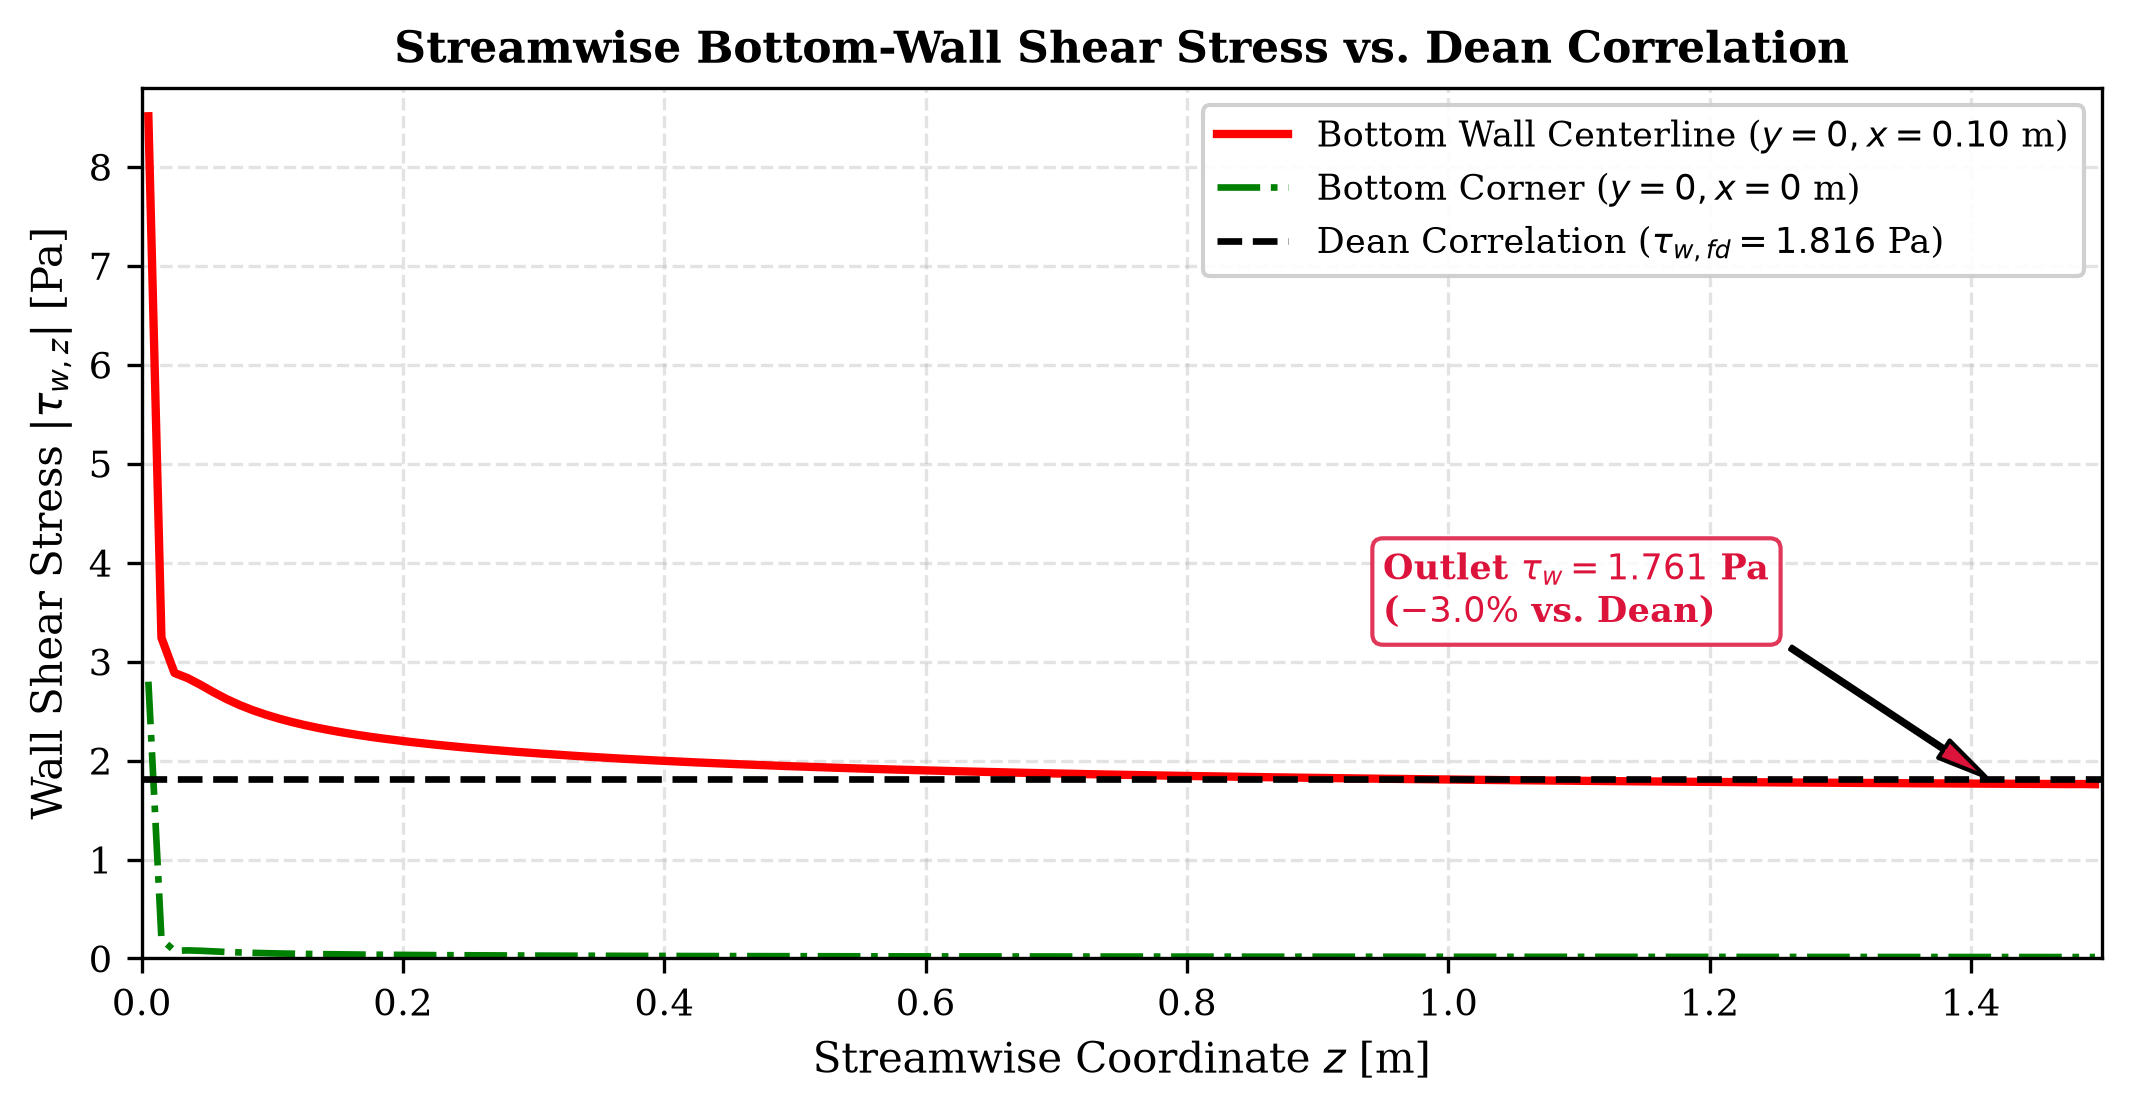 Streamwise Bottom-Wall Shear Stress vs. Dean Correlation
Wall Shear Stress |τ_{w,z}| [Pa]
8
7
6
5
4
3
2
1
0
Bottom Wall Centerline (y = 0, x = 0.10 m)
Bottom Corner (y = 0, x = 0 m)
Dean Correlation (τ_{w,fd} = 1.816 Pa)
Outlet τ_w = 1.761 Pa
(−3.0% vs. Dean)
0.0 0.2 0.4 0.6 0.8 1.0 1.2 1.4
Streamwise Coordinate z [m]